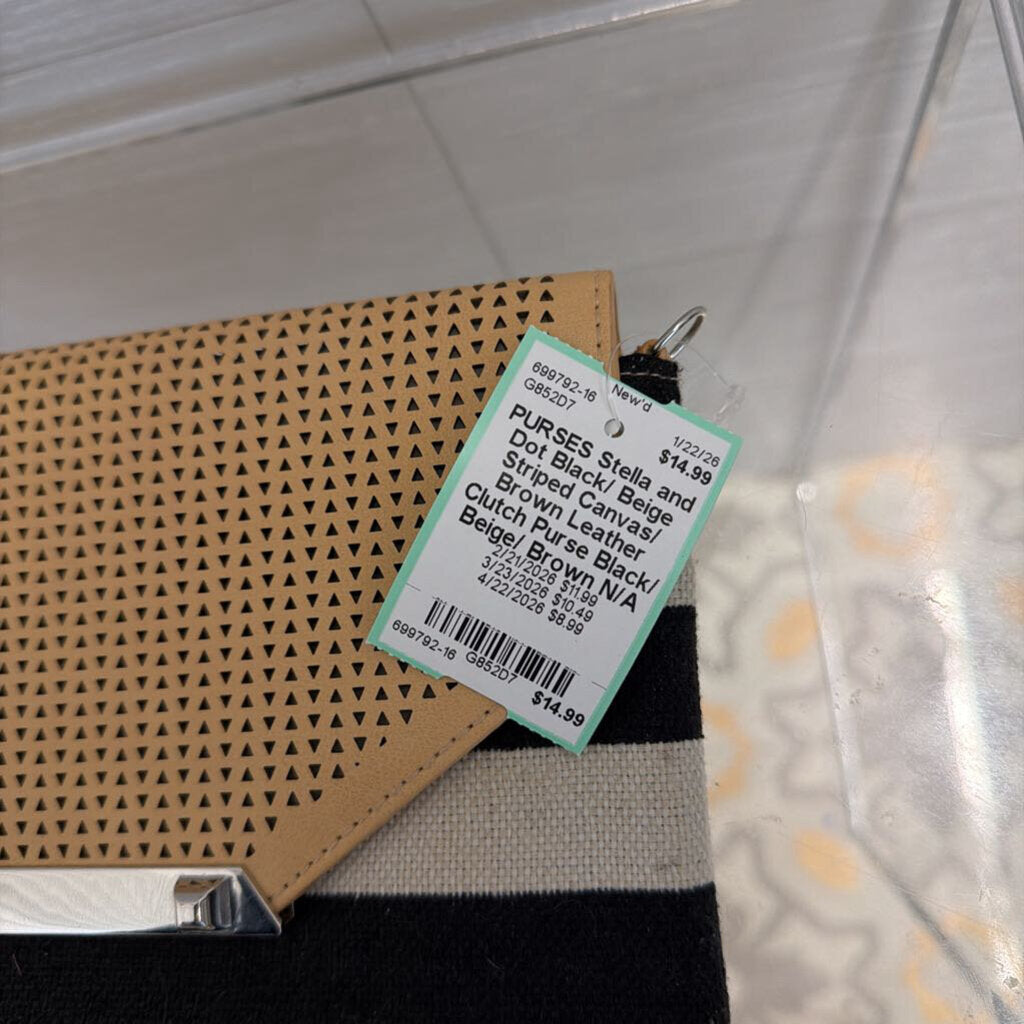 699792-16 New'd 1/22/26
G852D7 $14.99
PURSES Stella and
Dot Black/ Beige
Striped Canvas/
Brown Leather
Clutch Purse Black/
Beige/ Brown N/A
2/21/2026 $11.99
3/23/2026 $10.49
4/22/2026 $8.99
699792-16 G852D7 $14.99